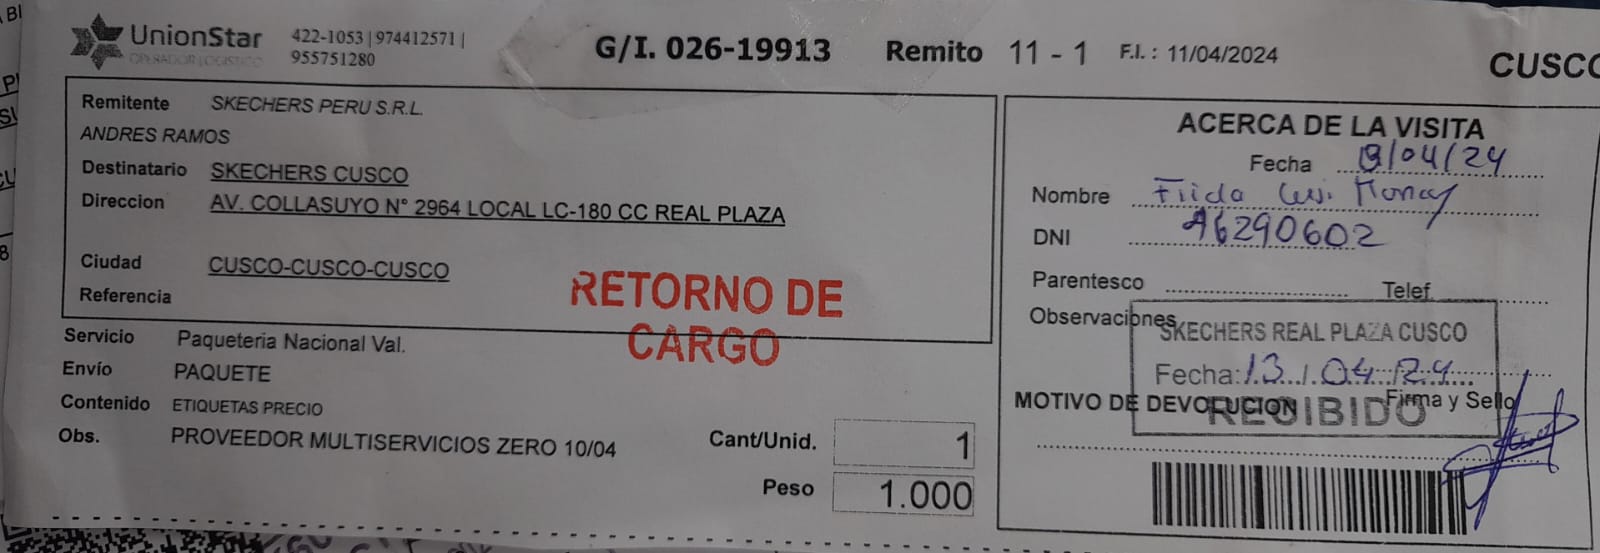 UnionStar
OPERADOR LOGISTICO
422-1053 | 974412571 |
955751280
G/I. 026-19913
Remito 11 - 1
F.I. : 11/04/2024
CUSCO
Remitente SKECHERS PERU S.R.L.
ANDRES RAMOS
Destinatario SKECHERS CUSCO
Direccion AV. COLLASUYO N° 2964 LOCAL LC-180 CC REAL PLAZA
Ciudad CUSCO-CUSCO-CUSCO
Referencia
RETORNO DE
CARGO
Servicio Paqueteria Nacional Val.
Envío PAQUETE
Contenido ETIQUETAS PRECIO
Obs. PROVEEDOR MULTISERVICIOS ZERO 10/04
Cant/Unid. 1
Peso 1.000
ACERCA DE LA VISITA
Fecha /04/24
Nombre
DNI 46290602
Parentesco Telef.
Observaciones
SKECHERS REAL PLAZA CUSCO
Fecha: 13/04/24
RECIBIDO
Firma y Sello
MOTIVO DE DEVOLUCION